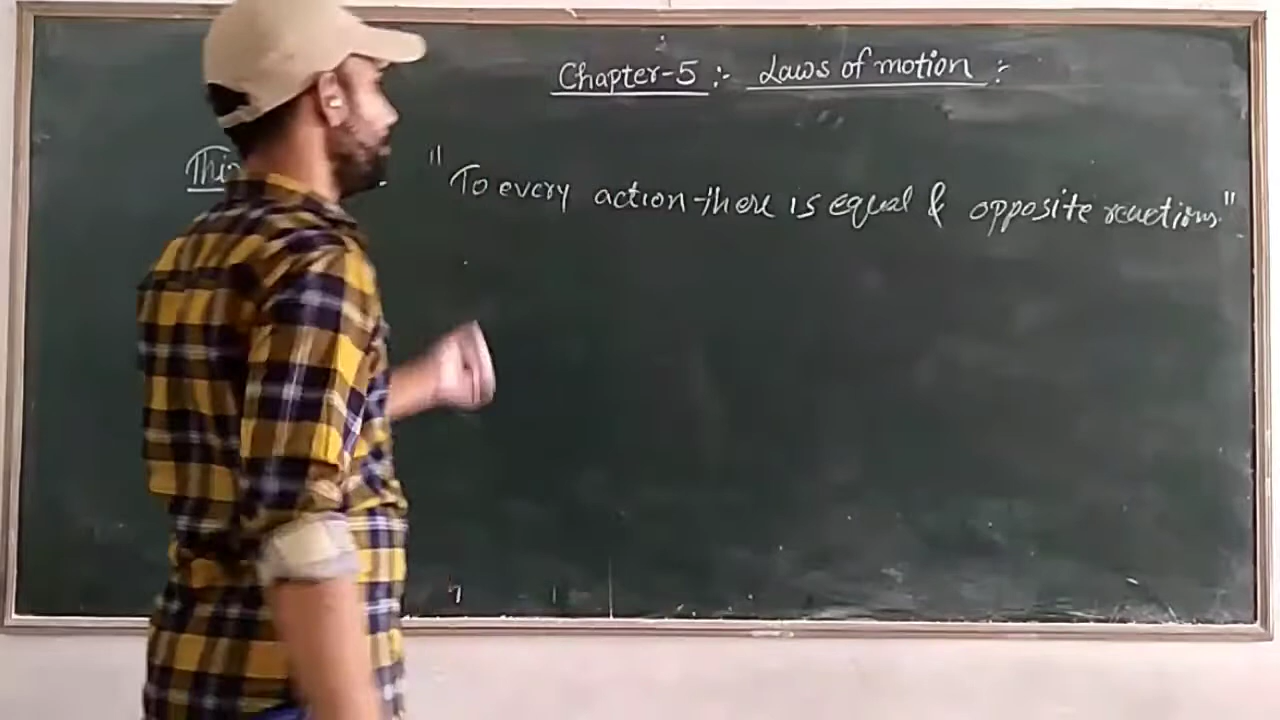 Chapter-5 :- Laws of motion :-
"To every action there is equal & opposite reactions."